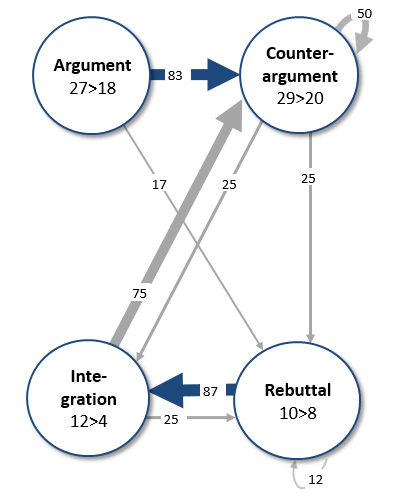 50
Argument
27>18
83
Counter-
argument
29>20
17
25
25
75
Inte-
gration
12>4
87
Rebuttal
10>8
25
12